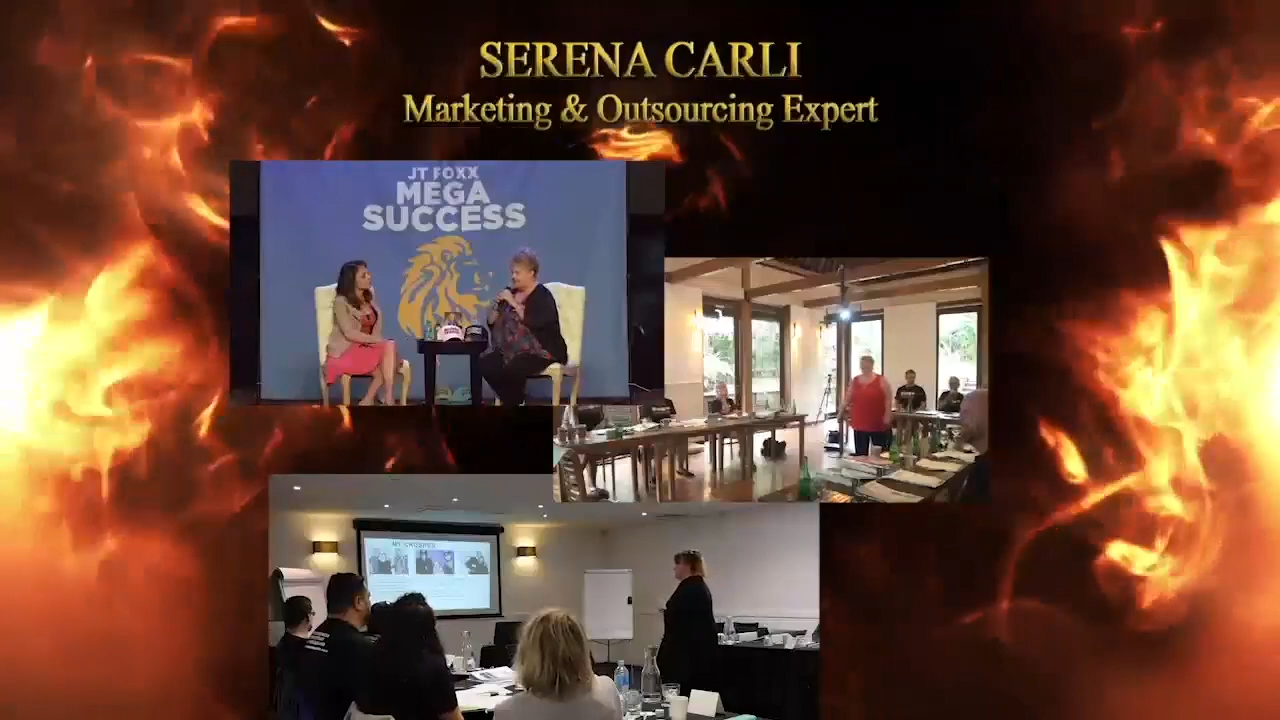 SERENA CARLI
Marketing & Outsourcing Expert
JT FOXX
MEGA
SUCCESS